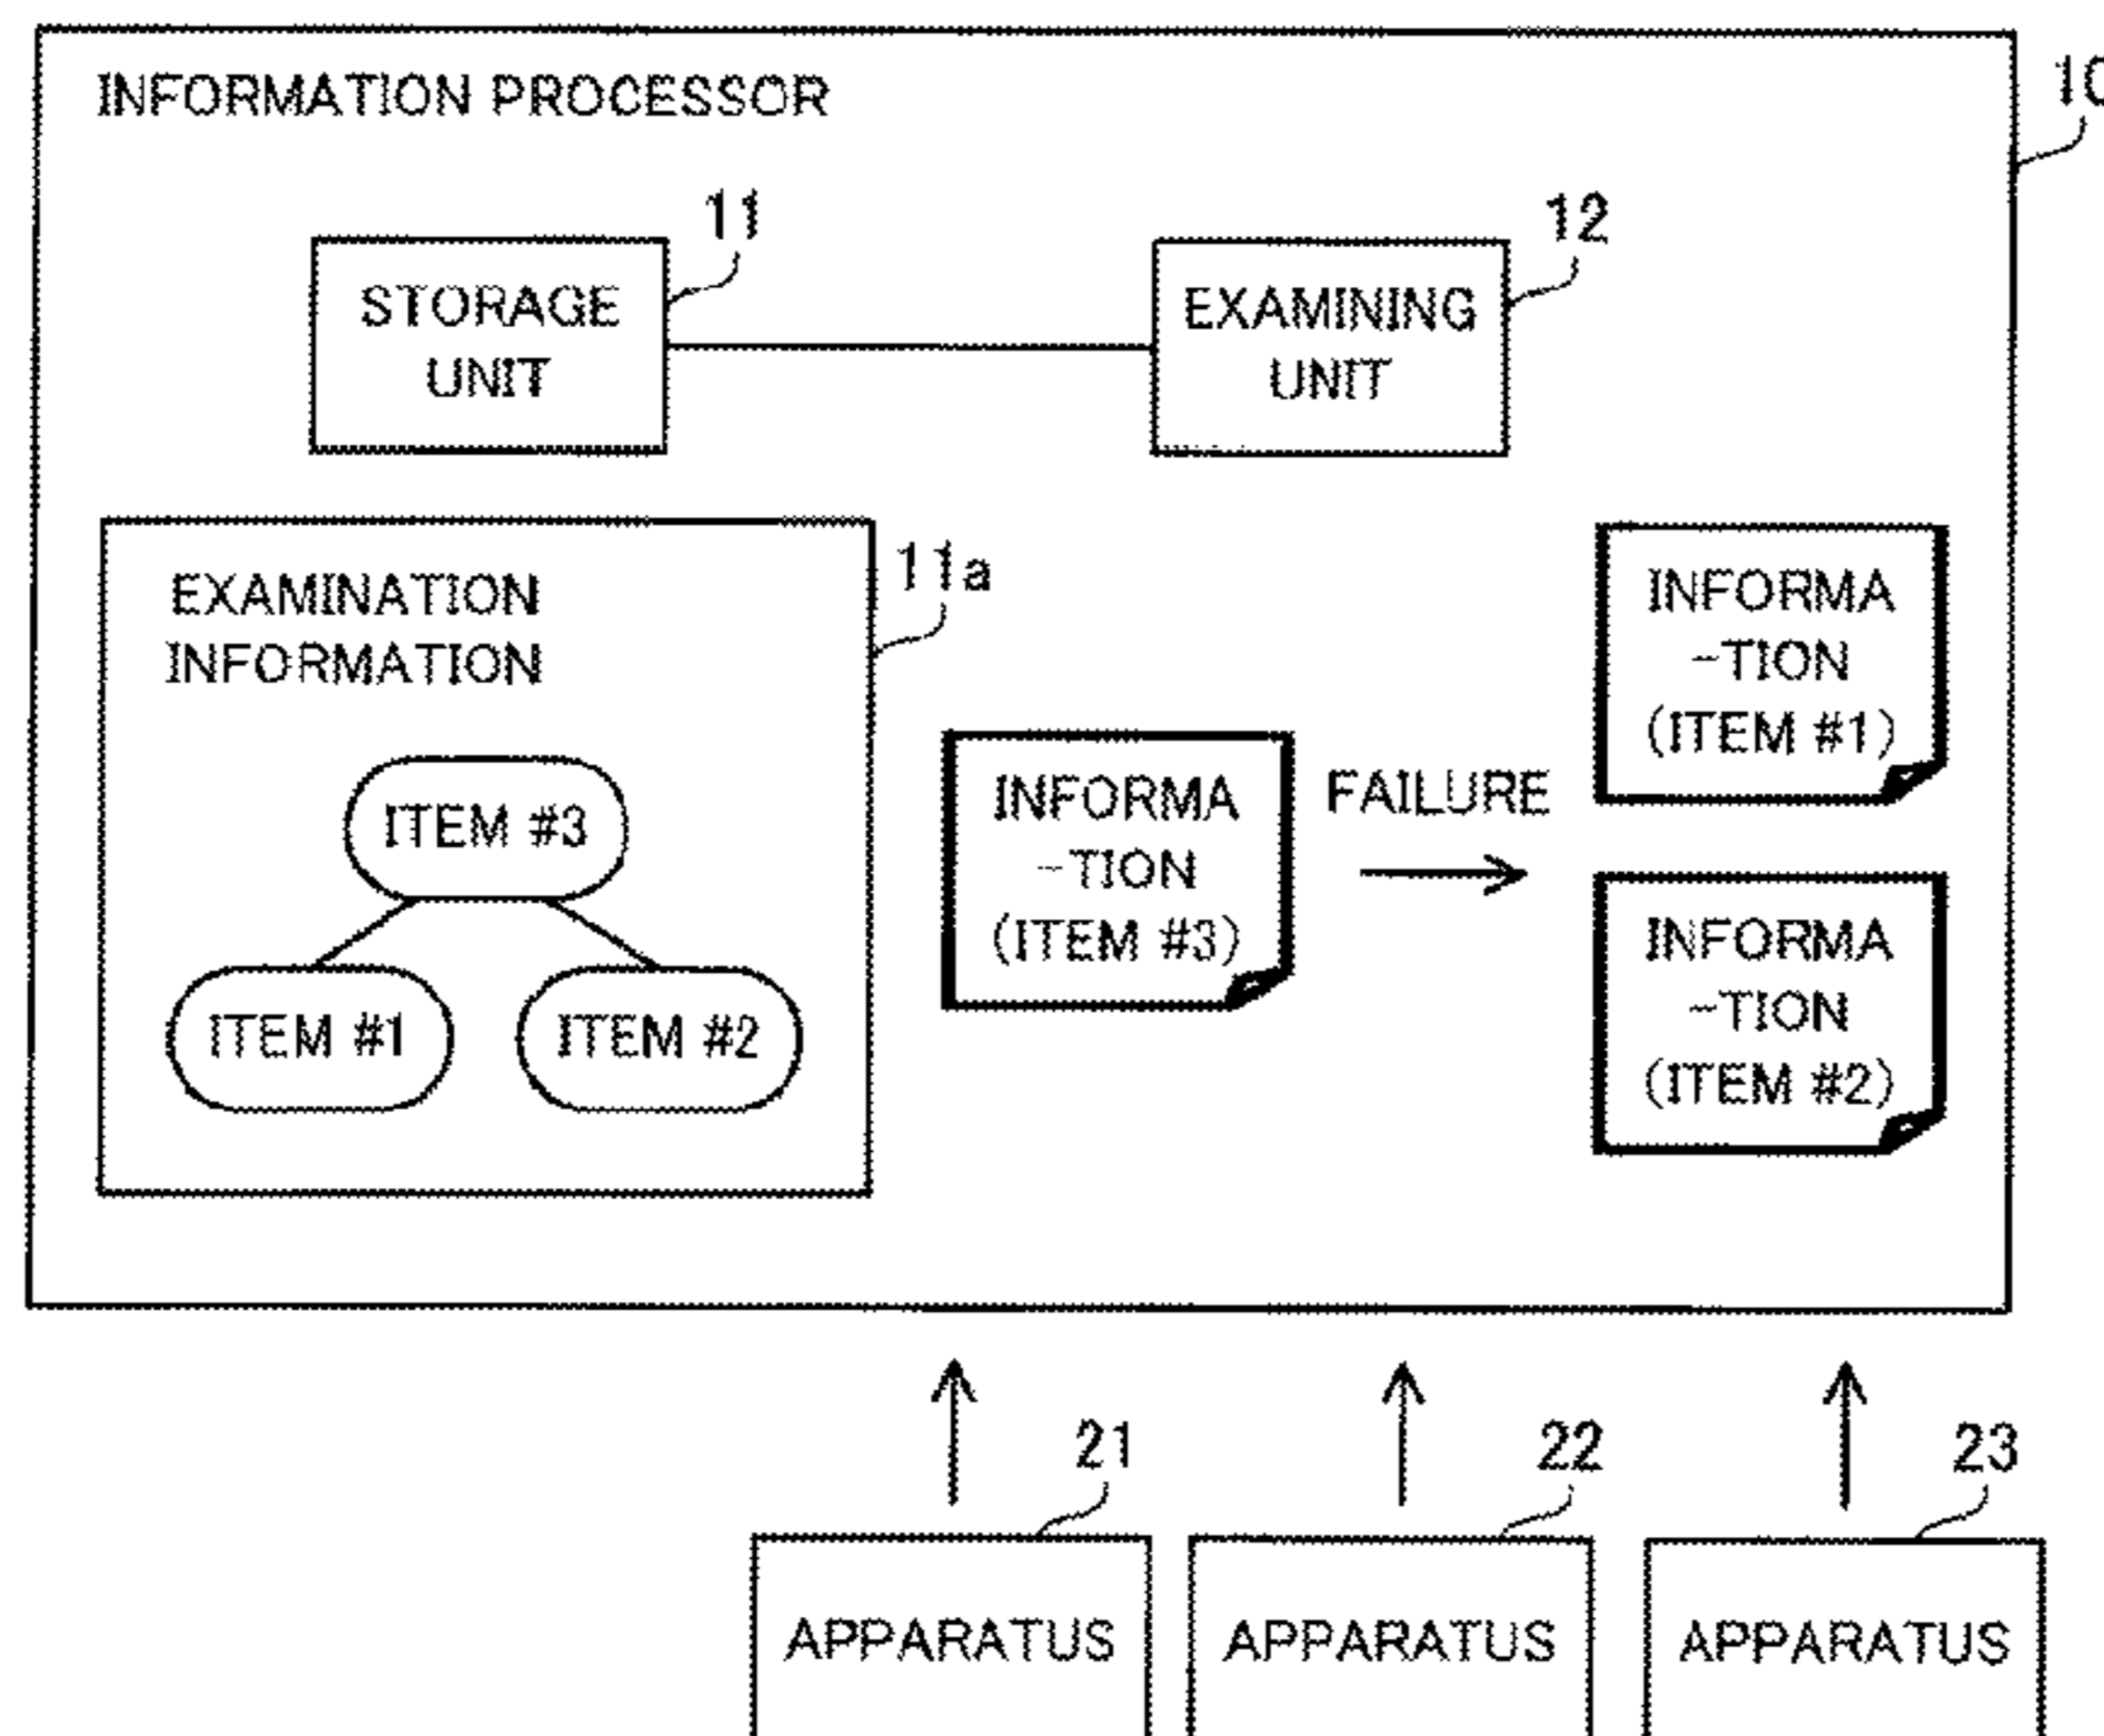 INFORMATION PROCESSOR
10
11
12
STORAGE
UNIT
EXAMINING
UNIT
11a
EXAMINATION
INFORMATION
ITEM #3
ITEM #1
ITEM #2
INFORMA
-TION
(ITEM #3)
FAILURE
INFORMA
-TION
(ITEM #1)
INFORMA
-TION
(ITEM #2)
21
22
23
APPARATUS
APPARATUS
APPARATUS